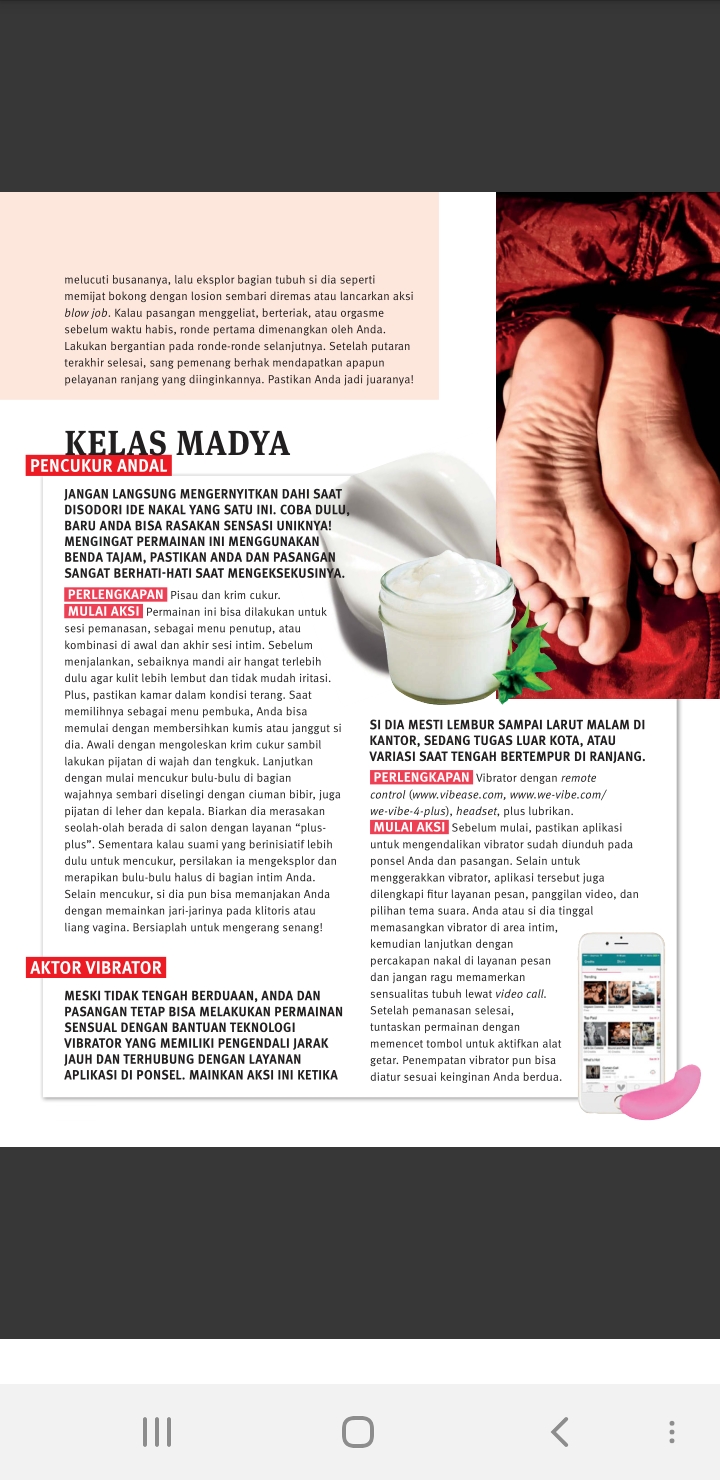 melucuti busananya, lalu eksplor bagian tubuh si dia seperti
memijat bokong dengan losion sembari diremas atau lancarkan aksi
blow job. Kalau pasangan menggeliat, berteriak, atau orgasme
sebelum waktu habis, ronde pertama dimenangkan oleh Anda.
Lakukan bergantian pada ronde-ronde selanjutnya. Setelah putaran
terakhir selesai, sang pemenang berhak mendapatkan apapun
pelayanan ranjang yang diinginkannya. Pastikan Anda jadi juaranya!
KELAS MADYA
PENCUKUR ANDAL
JANGAN LANGSUNG MENGERNYITKAN DAHI SAAT
DISODORI IDE NAKAL YANG SATU INI. COBA DULU,
BARU ANDA BISA RASAKAN SENSASI UNIKNYA!
MENGINGAT PERMAINAN INI MENGGUNAKAN
BENDA TAJAM, PASTIKAN ANDA DAN PASANGAN
SANGAT BERHATI-HATI SAAT MENGEKSEKUSINYA.
PERLENGKAPAN Pisau dan krim cukur.
MULAI AKSI Permainan ini bisa dilakukan untuk
sesi pemanasan, sebagai menu penutup, atau
kombinasi di awal dan akhir sesi intim. Sebelum
menjalankan, sebaiknya mandi air hangat terlebih
dulu agar kulit lebih lembut dan tidak mudah iritasi.
Plus, pastikan kamar dalam kondisi terang. Saat
memilihnya sebagai menu pembuka, Anda bisa
memulai dengan membersihkan kumis atau janggut si
dia. Awali dengan mengoleskan krim cukur sambil
lakukan pijatan di wajah dan tengkuk. Lanjutkan
dengan mulai mencukur bulu-bulu di bagian
wajahnya sembari diselingi dengan ciuman bibir, juga
pijatan di leher dan kepala. Biarkan dia merasakan
seolah-olah berada di salon dengan layanan “plus-
plus”. Sementara kalau suami yang berinisiatif lebih
dulu untuk mencukur, persilakan ia mengeksplor dan
merapikan bulu-bulu halus di bagian intim Anda.
Selain mencukur, si dia pun bisa memanjakan Anda
dengan memainkan jari-jarinya pada klitoris atau
liang vagina. Bersiaplah untuk mengerang senang!
AKTOR VIBRATOR
MESKI TIDAK TENGAH BERDUAAN, ANDA DAN
PASANGAN TETAP BISA MELAKUKAN PERMAINAN
SENSUAL DENGAN BANTUAN TEKNOLOGI
VIBRATOR YANG MEMILIKI PENGENDALI JARAK
JAUH DAN TERHUBUNG DENGAN LAYANAN
APLIKASI DI PONSEL. MAINKAN AKSI INI KETIKA
SI DIA MESTI LEMBUR SAMPAI LARUT MALAM DI
KANTOR, SEDANG TUGAS LUAR KOTA, ATAU
VARIASI SAAT TENGAH BERTEMPUR DI RANJANG.
PERLENGKAPAN Vibrator dengan remote
control (www.vibease.com, www.we-vibe.com/
we-vibe-4-plus), headset, plus lubrikan.
MULAI AKSI Sebelum mulai, pastikan aplikasi
untuk mengendalikan vibrator sudah diunduh pada
ponsel Anda dan pasangan. Selain untuk
menggerakkan vibrator, aplikasi tersebut juga
dilengkapi fitur layanan pesan, panggilan video, dan
pilihan tema suara. Anda atau si dia tinggal
memasangkan vibrator di area intim,
kemudian lanjutkan dengan
percakapan nakal di layanan pesan
dan jangan ragu memamerkan
sensualitas tubuh lewat video call.
Setelah pemanasan selesai,
tuntaskan permainan dengan
memencet tombol untuk aktifkan alat
getar. Penempatan vibrator pun bisa
diatur sesuai keinginan Anda berdua.